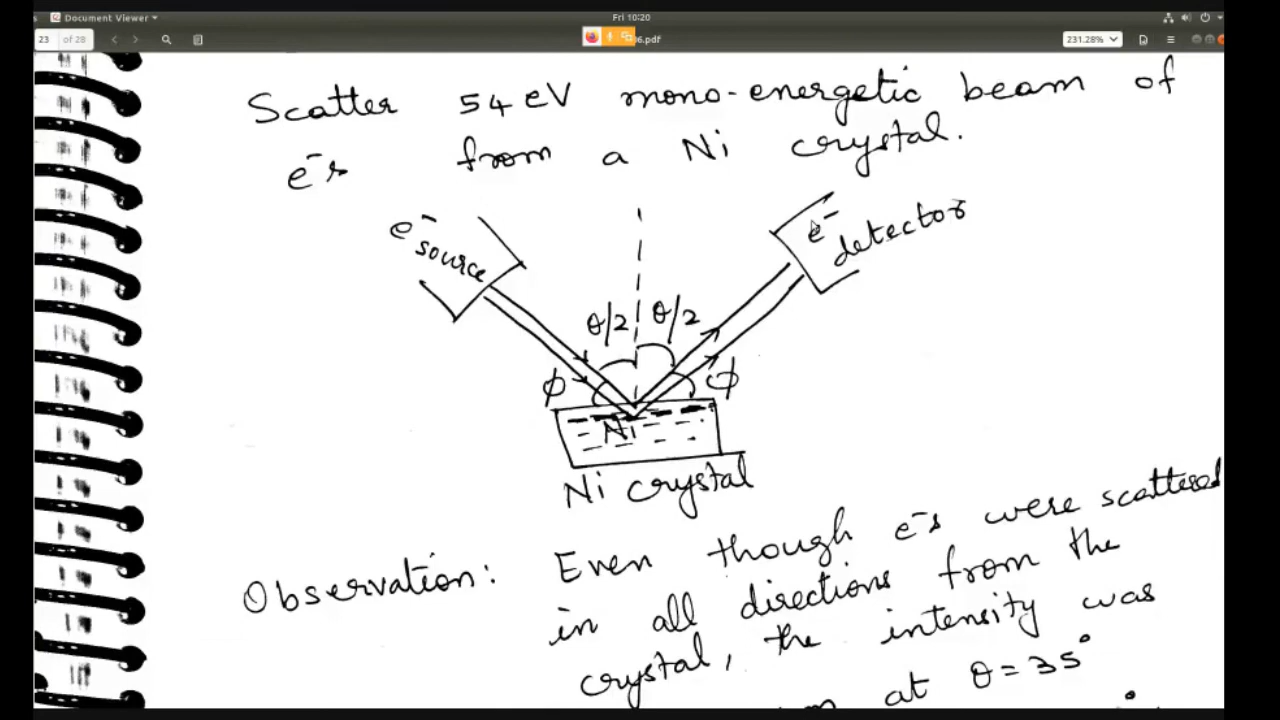 Document Viewer
Fri 10:20
23 of 28
6.pdf
231.28%
Scatter 54 eV mono-energetic beam of
e⁻s from a Ni crystal.
e⁻ source
e⁻ detector
θ/2 θ/2
ϕ ϕ
Ni
Ni crystal
Observation: Even though e⁻s were scattered
in all directions from the
crystal, the intensity was
at θ = 35°